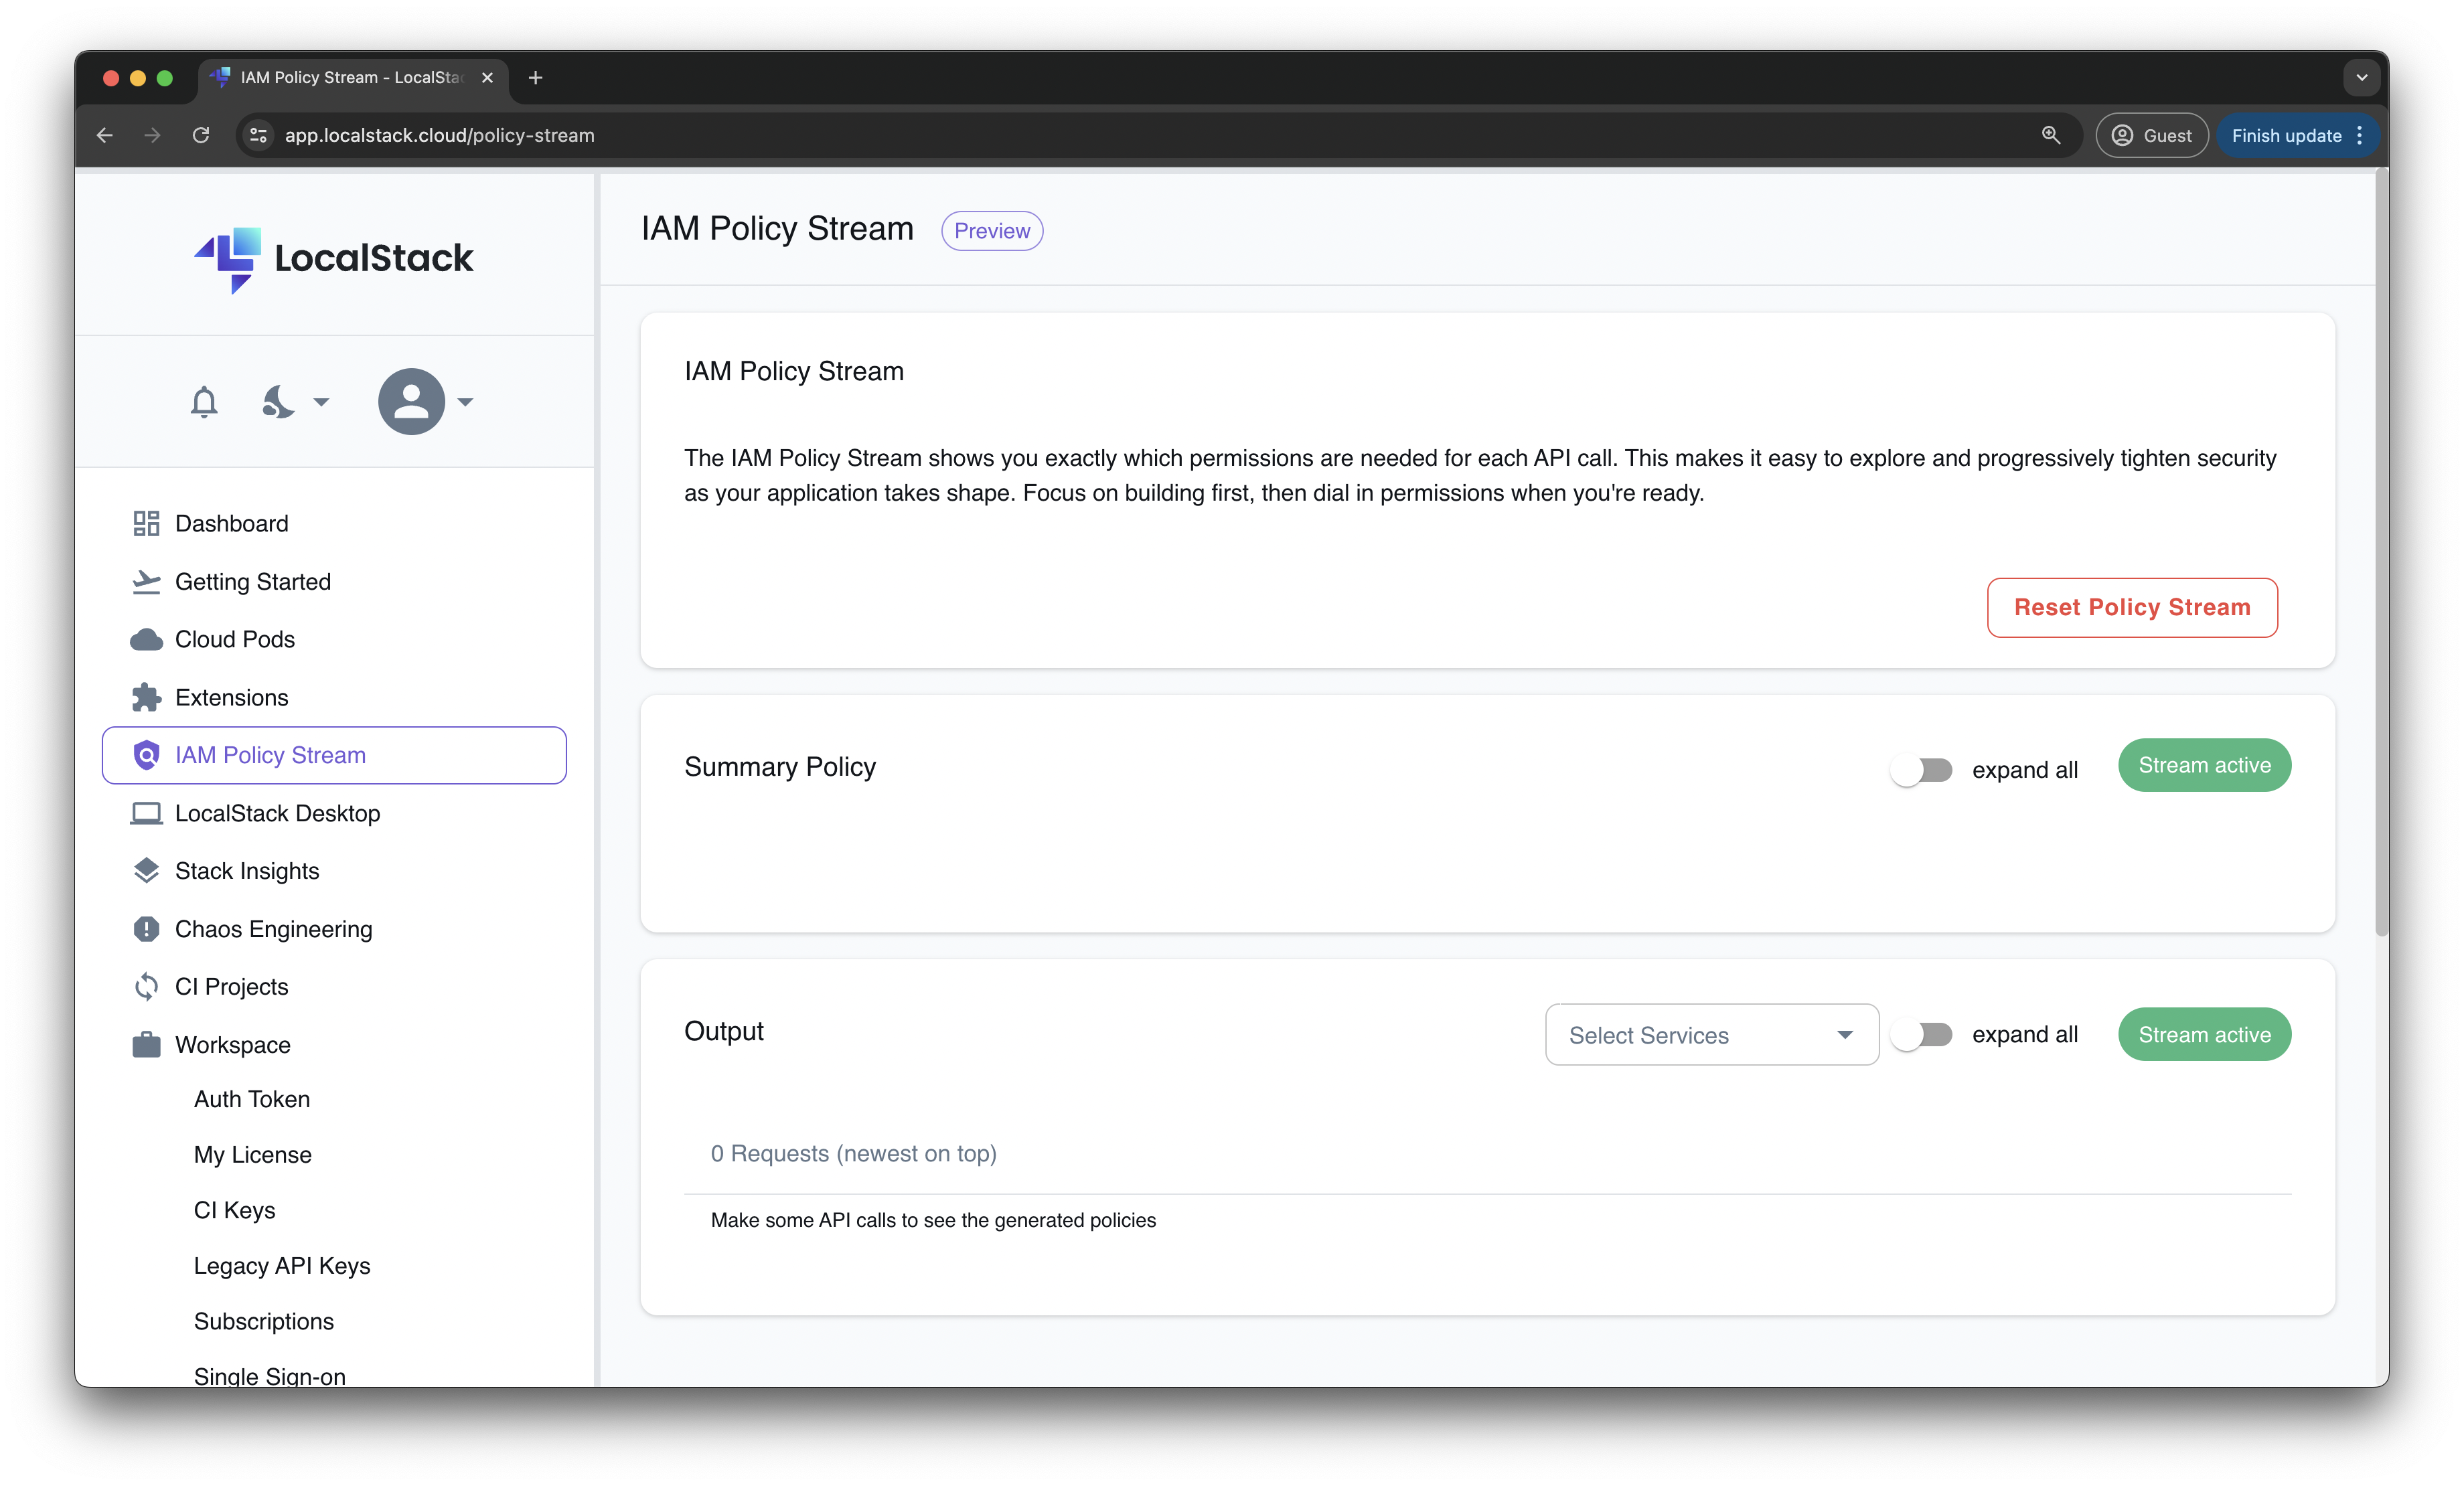 IAM Policy Stream - LocalStac
app.localstack.cloud/policy-stream
Guest
Finish update
LocalStack
Dashboard
Getting Started
Cloud Pods
Extensions
IAM Policy Stream
LocalStack Desktop
Stack Insights
Chaos Engineering
CI Projects
Workspace
Auth Token
My License
CI Keys
Legacy API Keys
Subscriptions
Single Sign-on
IAM Policy Stream Preview
IAM Policy Stream
The IAM Policy Stream shows you exactly which permissions are needed for each API call. This makes it easy to explore and progressively tighten security
as your application takes shape. Focus on building first, then dial in permissions when you're ready.
Reset Policy Stream
Summary Policy expand all Stream active
Output Select Services expand all Stream active
0 Requests (newest on top)
Make some API calls to see the generated policies